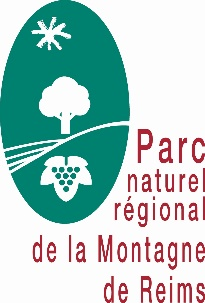 Parc
naturel
régional
de la Montagne
de Reims